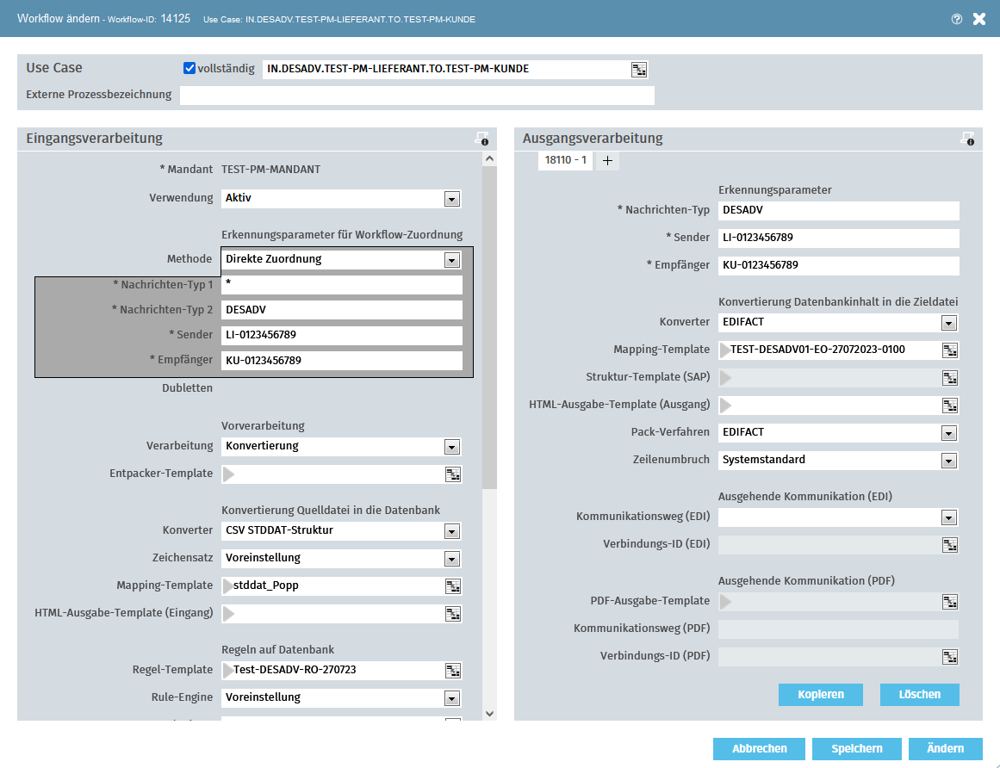 Workflow ändern - Workflow-ID: 14125 Use Case: IN.DESADV.TEST-PM-LIEFERANT.TO.TEST-PM-KUNDE
Use Case vollständig IN.DESADV.TEST-PM-LIEFERANT.TO.TEST-PM-KUNDE
Externe Prozessbezeichnung
Eingangsverarbeitung
* Mandant TEST-PM-MANDANT
Verwendung Aktiv
Erkennungsparameter für Workflow-Zuordnung
Methode Direkte Zuordnung
* Nachrichten-Typ 1 *
* Nachrichten-Typ 2 DESADV
* Sender LI-0123456789
* Empfänger KU-0123456789
Dubletten
Vorverarbeitung
Verarbeitung Konvertierung
Entpacker-Template
Konvertierung Quelldatei in die Datenbank
Konverter CSV STDDAT-Struktur
Zeichensatz Voreinstellung
Mapping-Template stddat_Popp
HTML-Ausgabe-Template (Eingang)
Regeln auf Datenbank
Regel-Template Test-DESADV-RO-270723
Rule-Engine Voreinstellung
Ausgangsverarbeitung
18110 - 1 +
Erkennungsparameter
* Nachrichten-Typ DESADV
* Sender LI-0123456789
* Empfänger KU-0123456789
Konvertierung Datenbankinhalt in die Zieldatei
Konverter EDIFACT
Mapping-Template TEST-DESADV01-EO-27072023-0100
Struktur-Template (SAP)
HTML-Ausgabe-Template (Ausgang)
Pack-Verfahren EDIFACT
Zeilenumbruch Systemstandard
Ausgehende Kommunikation (EDI)
Kommunikationsweg (EDI)
Verbindungs-ID (EDI)
Ausgehende Kommunikation (PDF)
PDF-Ausgabe-Template
Kommunikationsweg (PDF)
Verbindungs-ID (PDF)
Kopieren Löschen
Abbrechen Speichern Ändern